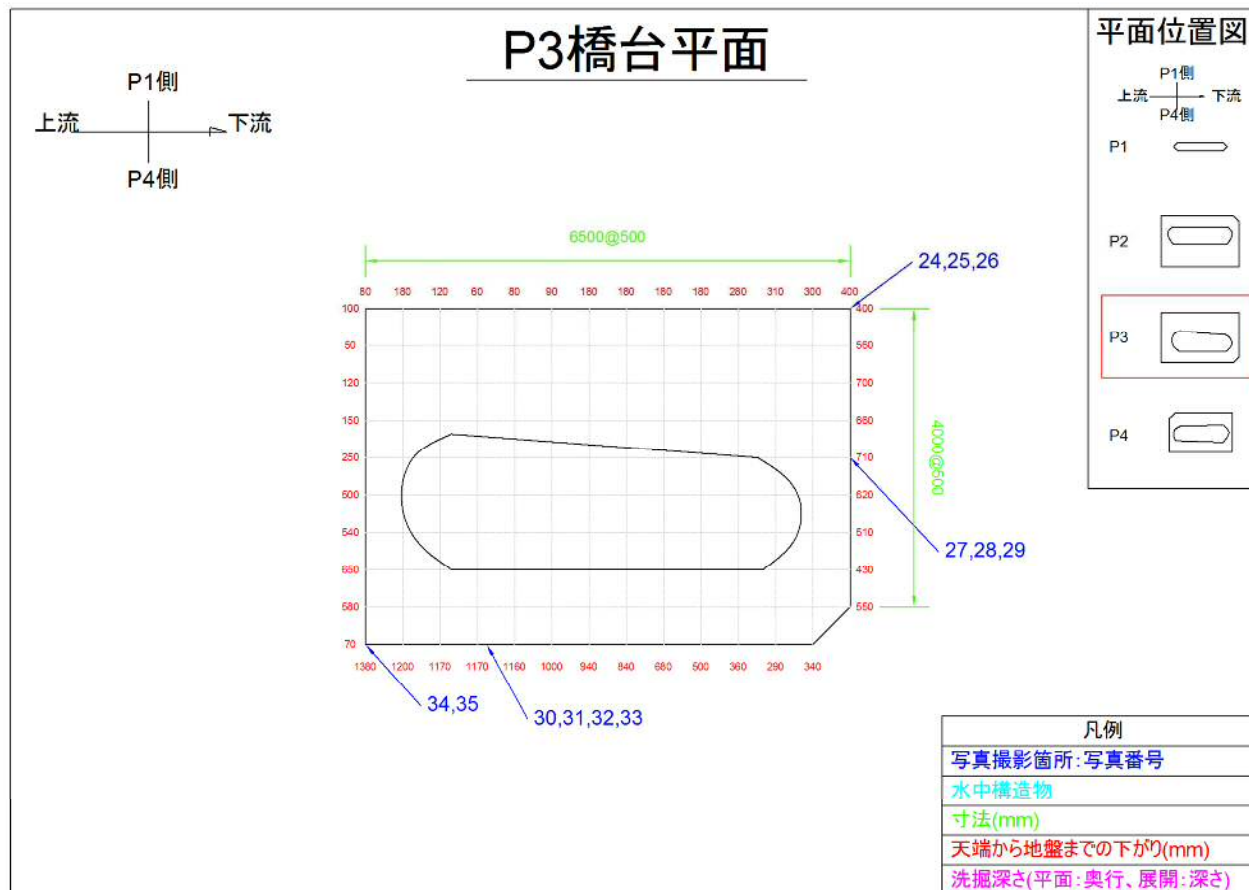 P3橋台平面
P1側
上流 下流
P4側
6500@500
80 180 120 60 80 90 180 180 180 180 280 310 300 400
24,25,26
100 400
50 560
120 700
150 660
250 710
4000@500
500 620
540 510
650 430
580 550
70
27,28,29
1380 1200 1170 1170 1160 1000 940 840 680 500 360 290 340
34,35
30,31,32,33
平面位置図
P1側
上流 下流
P4側
P1
P2
P3
P4
凡例
写真撮影箇所:写真番号
水中構造物
寸法(mm)
天端から地盤までの下がり(mm)
洗掘深さ(平面:奥行、展開:深さ)